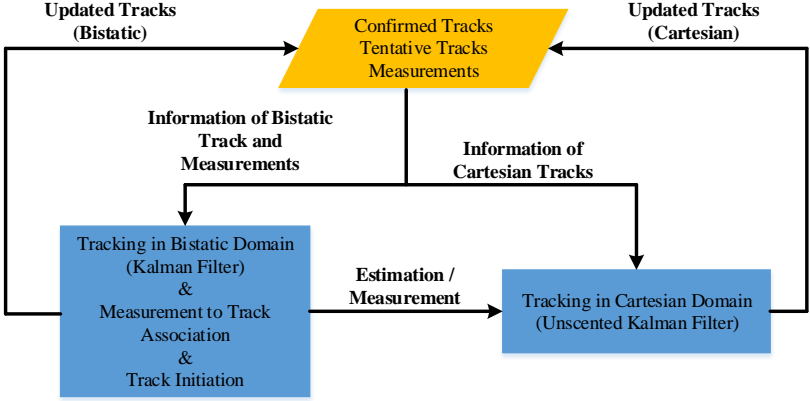 Updated Tracks
(Bistatic)
Confirmed Tracks
Tentative Tracks
Measurements
Updated Tracks
(Cartesian)
Information of Bistatic
Track and
Measurements
Information of
Cartesian Tracks
Tracking in Bistatic Domain
(Kalman Filter)
&
Measurement to Track
Association
&
Track Initiation
Estimation /
Measurement
Tracking in Cartesian Domain
(Unscented Kalman Filter)